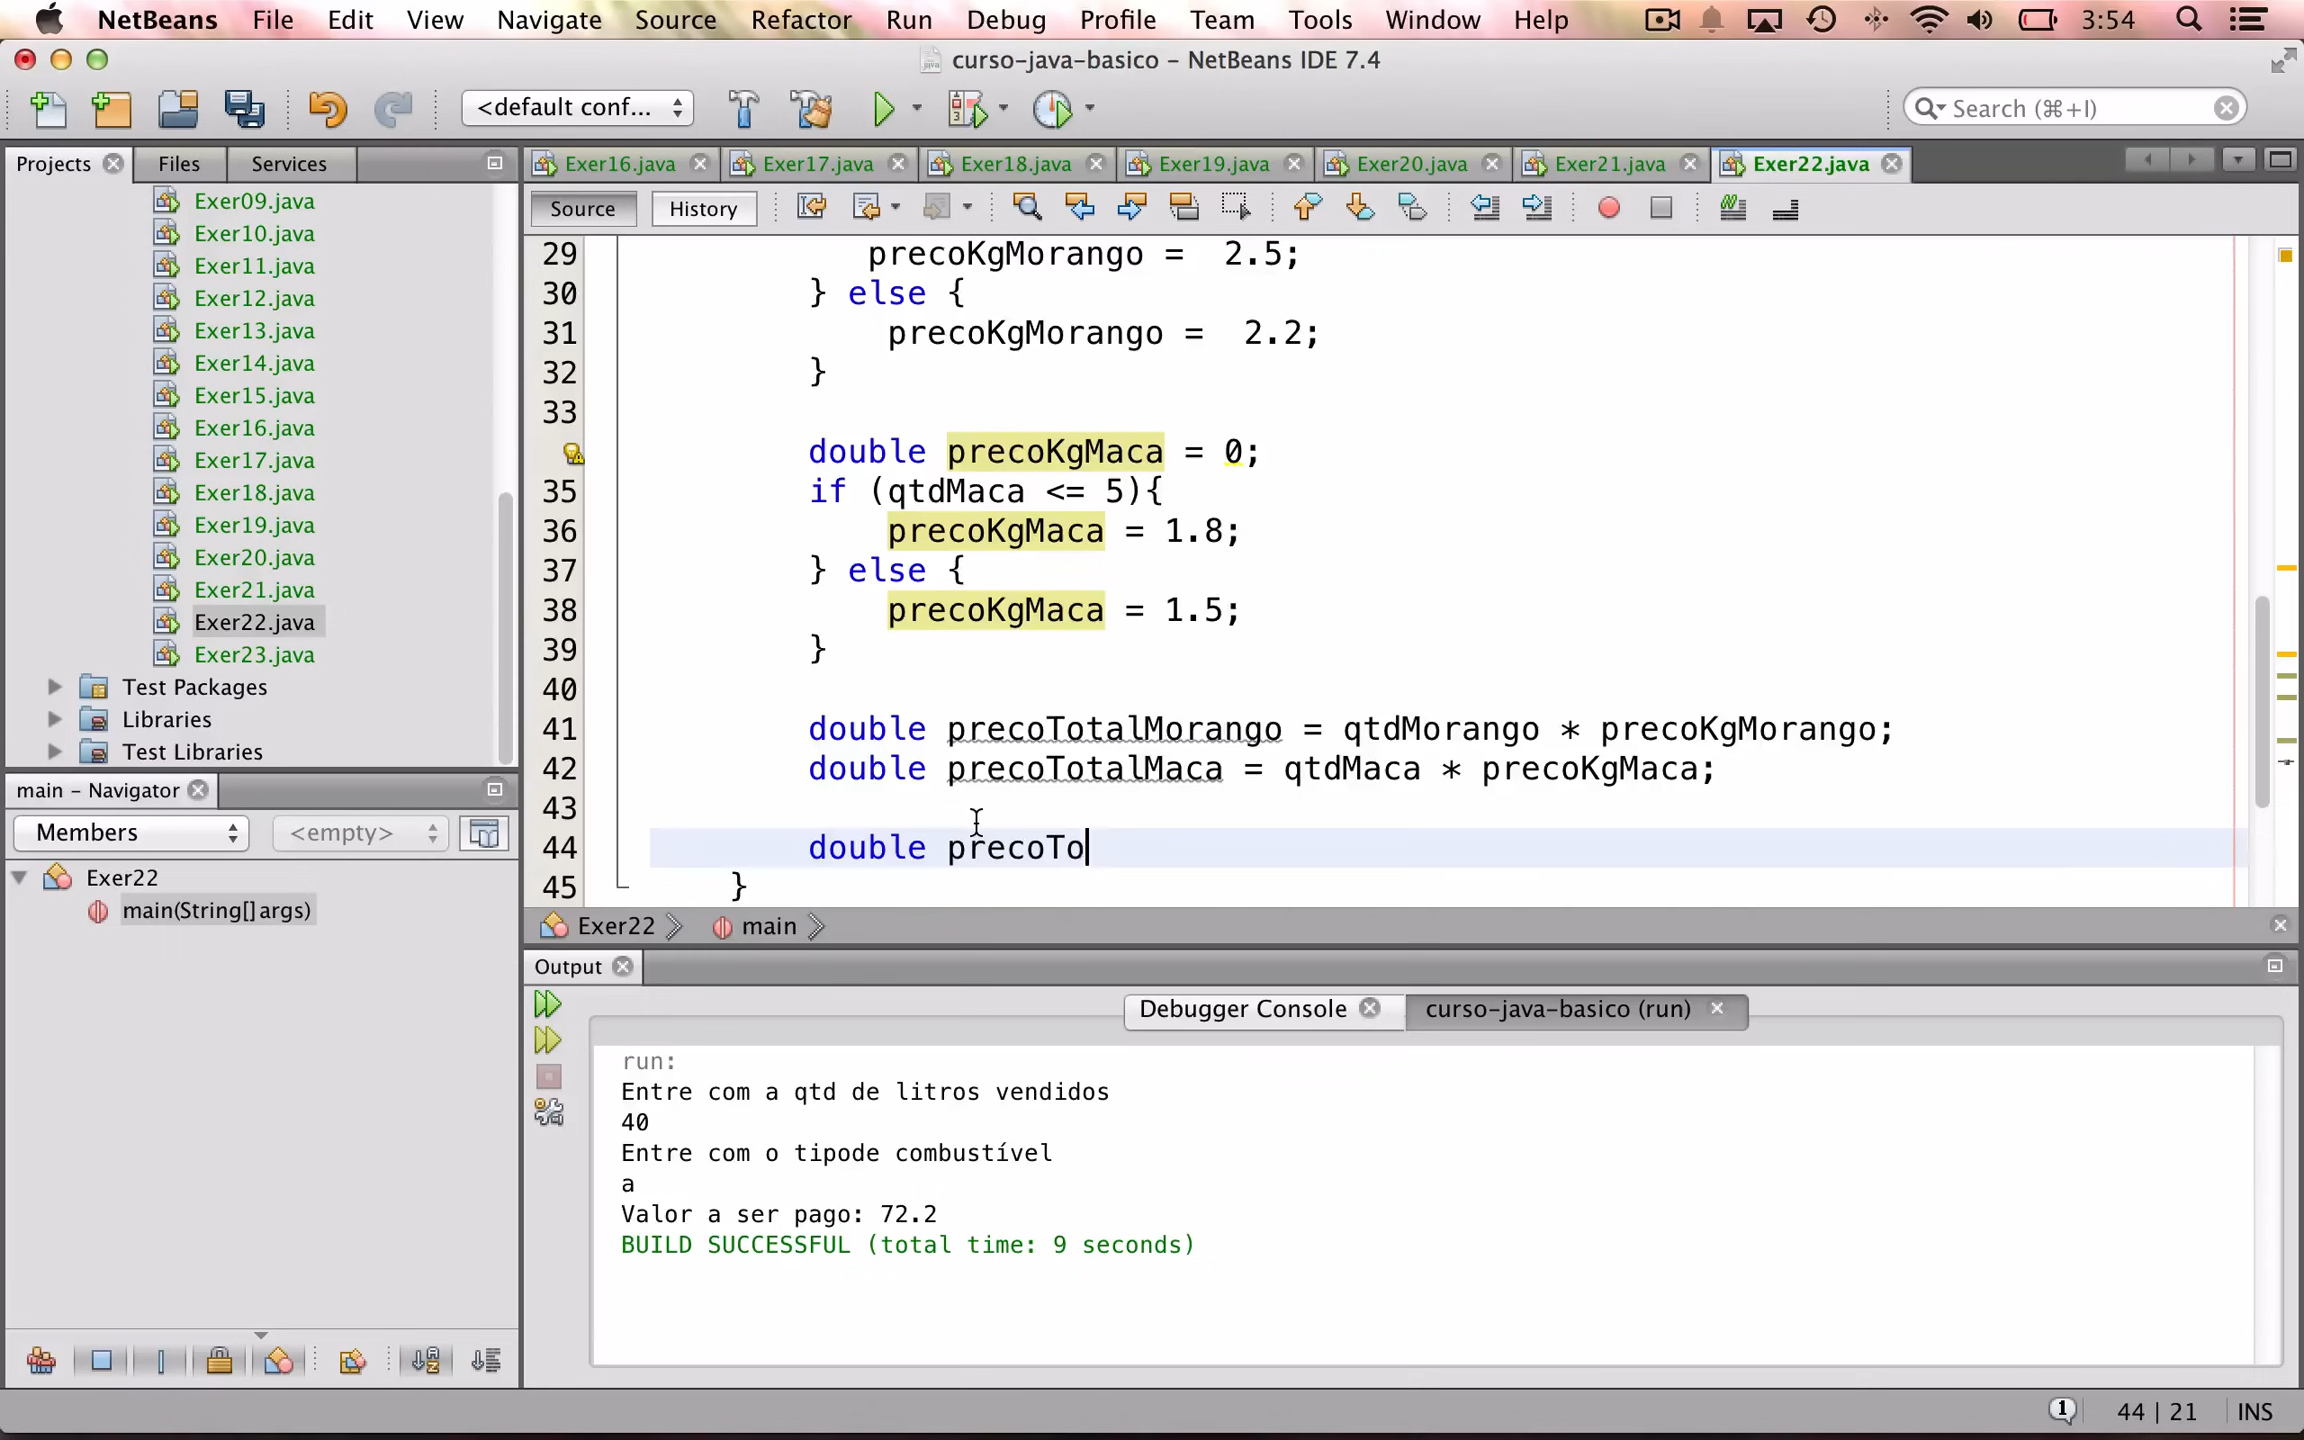 NetBeans File Edit View Navigate Source Refactor Run Debug Profile Team Tools Window Help 3:54
curso-java-basico – NetBeans IDE 7.4
<default conf... Search (⌘+I)
Projects Files Services
Exer16.java Exer17.java Exer18.java Exer19.java Exer20.java Exer21.java Exer22.java
Source History
Exer09.java
Exer10.java
Exer11.java
Exer12.java
Exer13.java
Exer14.java
Exer15.java
Exer16.java
Exer17.java
Exer18.java
Exer19.java
Exer20.java
Exer21.java
Exer22.java
Exer23.java
Test Packages
Libraries
Test Libraries
main – Navigator
Members <empty>
Exer22
main(String[] args)
29 precoKgMorango =  2.5;
30 } else {
31 precoKgMorango =  2.2;
32 }
33
double precoKgMaca = 0;
35 if (qtdMaca <= 5){
36 precoKgMaca = 1.8;
37 } else {
38 precoKgMaca = 1.5;
39 }
40
41 double precoTotalMorango = qtdMorango * precoKgMorango;
42 double precoTotalMaca = qtdMaca * precoKgMaca;
43
44 double precoTo
45 }
Exer22 main
Output
Debugger Console curso-java-basico (run)
run:
Entre com a qtd de litros vendidos
40
Entre com o tipode combustível
a
Valor a ser pago: 72.2
BUILD SUCCESSFUL (total time: 9 seconds)
1 44 | 21 INS